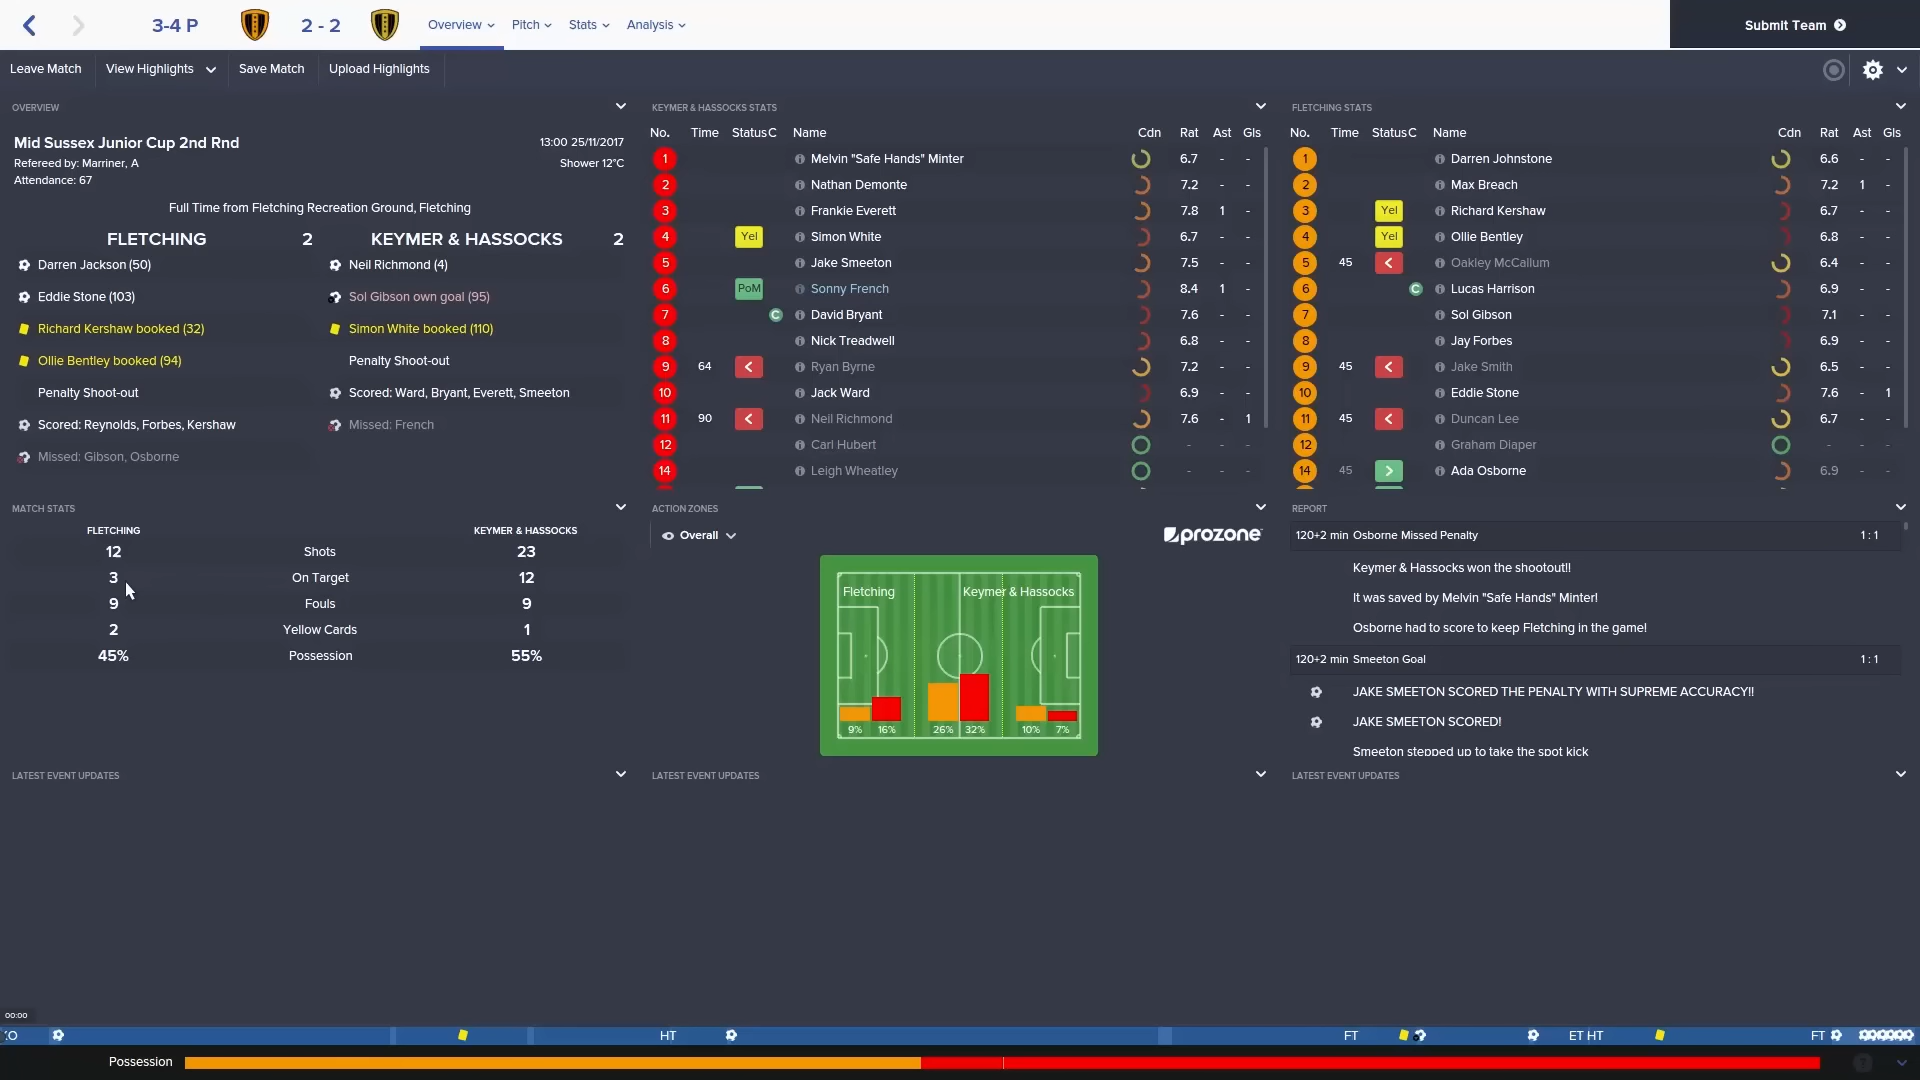 3-4 P 2 - 2 Overview Pitch Stats Analysis Submit Team
Leave Match View Highlights Save Match Upload Highlights
OVERVIEW
Mid Sussex Junior Cup 2nd Rnd 13:00 25/11/2017
Refereed by: Marriner, A Shower 12°C
Attendance: 67
Full Time from Fletching Recreation Ground, Fletching
FLETCHING 2 KEYMER & HASSOCKS 2
Darren Jackson (50) Neil Richmond (4)
Eddie Stone (103) Sol Gibson own goal (95)
Richard Kershaw booked (32) Simon White booked (110)
Ollie Bentley booked (94) Penalty Shoot-out
Penalty Shoot-out Scored: Ward, Bryant, Everett, Smeeton
Scored: Reynolds, Forbes, Kershaw Missed: French
Missed: Gibson, Osborne
KEYMER & HASSOCKS STATS
No. Time Status C Name Cdn Rat Ast Gls
1 Melvin "Safe Hands" Minter 6.7 - -
2 Nathan Demonte 7.2 - -
3 Frankie Everett 7.8 1 -
4 Yel Simon White 6.7 - -
5 Jake Smeeton 7.5 - -
6 PoM Sonny French 8.4 1 -
7 C David Bryant 7.6 - -
8 Nick Treadwell 6.8 - -
9 64 Ryan Byrne 7.2 - -
10 Jack Ward 6.9 - -
11 90 Neil Richmond 7.6 - 1
12 Carl Hubert - - -
14 Leigh Wheatley - - -
FLETCHING STATS
No. Time Status C Name Cdn Rat Ast Gls
1 Darren Johnstone 6.6 - -
2 Max Breach 7.2 1 -
3 Yel Richard Kershaw 6.7 - -
4 Yel Ollie Bentley 6.8 - -
5 45 Oakley McCallum 6.4 - -
6 C Lucas Harrison 6.9 - -
7 Sol Gibson 7.1 - -
8 Jay Forbes 6.9 - -
9 45 Jake Smith 6.5 - -
10 Eddie Stone 7.6 - 1
11 45 Duncan Lee 6.7 - -
12 Graham Diaper - - -
14 45 Ada Osborne 6.9 - -
MATCH STATS
FLETCHING KEYMER & HASSOCKS
12 Shots 23
3 On Target 12
9 Fouls 9
2 Yellow Cards 1
45% Possession 55%
ACTION ZONES
Overall prozone
Fletching Keymer & Hassocks
9% 16% 26% 32% 10% 7%
REPORT
120+2 min Osborne Missed Penalty 1 : 1
Keymer & Hassocks won the shootout!!
It was saved by Melvin "Safe Hands" Minter!
Osborne had to score to keep Fletching in the game!
120+2 min Smeeton Goal 1 : 1
JAKE SMEETON SCORED THE PENALTY WITH SUPREME ACCURACY!!
JAKE SMEETON SCORED!
Smeeton stepped up to take the spot kick
LATEST EVENT UPDATES LATEST EVENT UPDATES LATEST EVENT UPDATES
00:00
KO HT FT ET HT FT
Possession